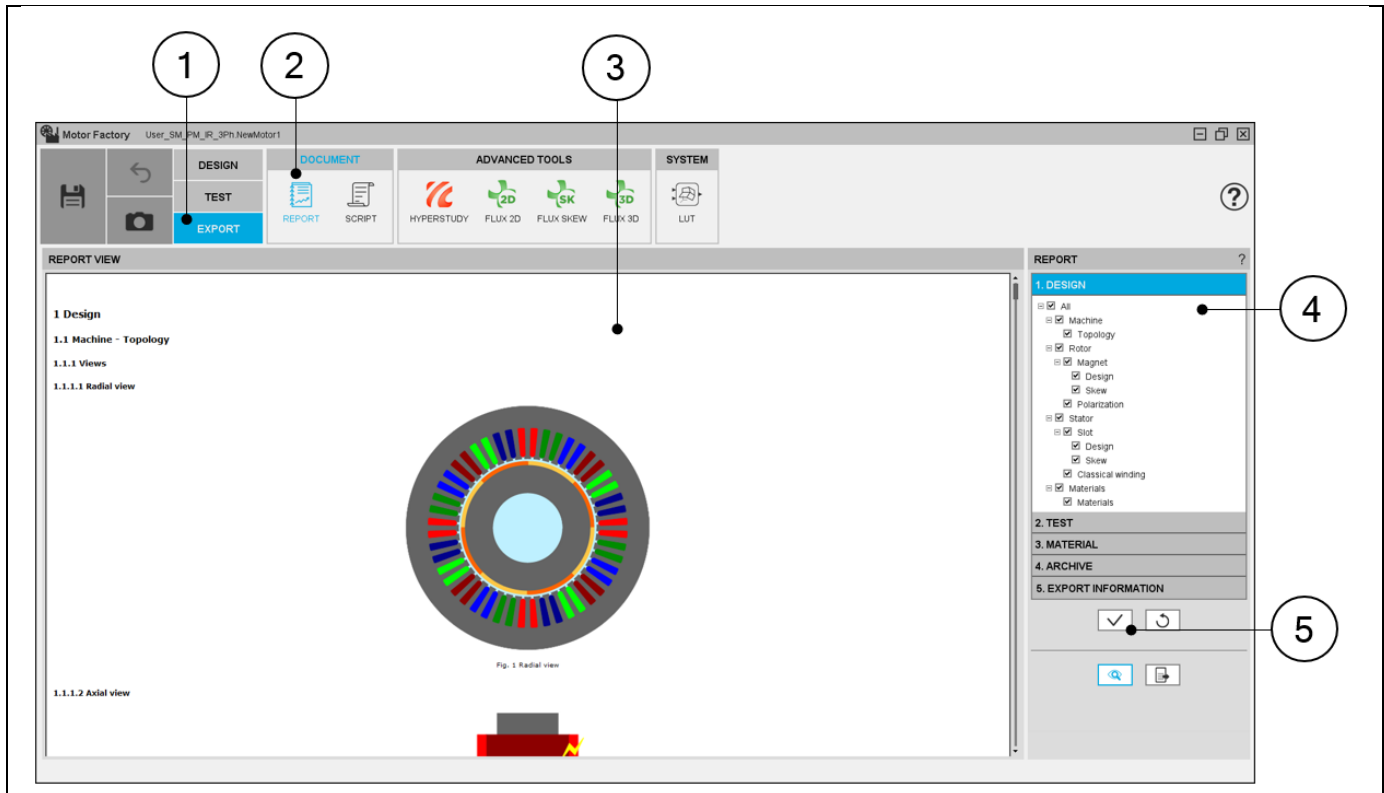 1
2
3
Motor Factory User_SM_PM_IR_3Ph.NewMotor1
DESIGN
TEST
EXPORT
DOCUMENT
REPORT
SCRIPT
ADVANCED TOOLS
HYPERSTUDY
2D
FLUX 2D
SK
FLUX SKEW
3D
FLUX 3D
SYSTEM
LUT
?
REPORT VIEW
1 Design
1.1 Machine - Topology
1.1.1 Views
1.1.1.1 Radial view
Fig. 1 Radial view
1.1.1.2 Axial view
REPORT ?
1. DESIGN
All
Machine
Topology
Rotor
Magnet
Design
Skew
Polarization
Stator
Slot
Design
Skew
Classical winding
Materials
Materials
2. TEST
3. MATERIAL
4. ARCHIVE
5. EXPORT INFORMATION
4
5